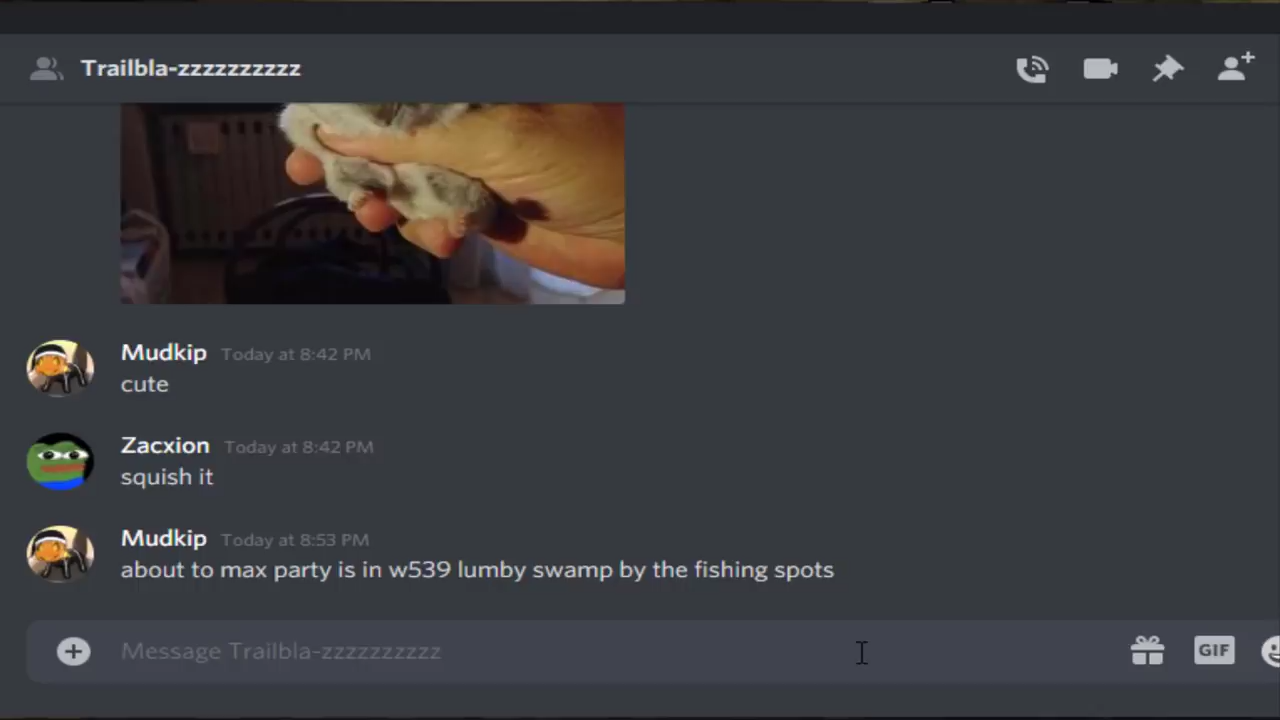 Trailbla-zzzzzzzzzz
Mudkip Today at 8:42 PM
cute
Zacxion Today at 8:42 PM
squish it
Mudkip Today at 8:53 PM
about to max party is in w539 lumby swamp by the fishing spots
Message Trailbla-zzzzzzzzzz
GIF